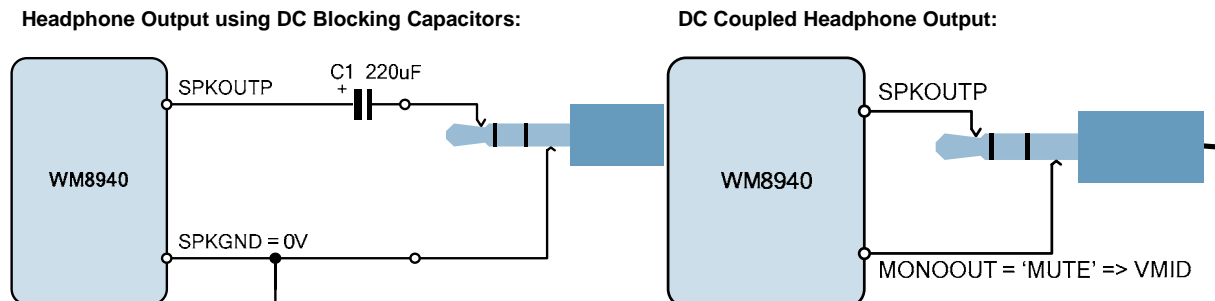 Headphone Output using DC Blocking Capacitors:
DC Coupled Headphone Output:
C1 220uF
+
SPKOUTP
WM8940
SPKGND = 0V
SPKOUTP
WM8940
MONOOUT = ‘MUTE’ => VMID